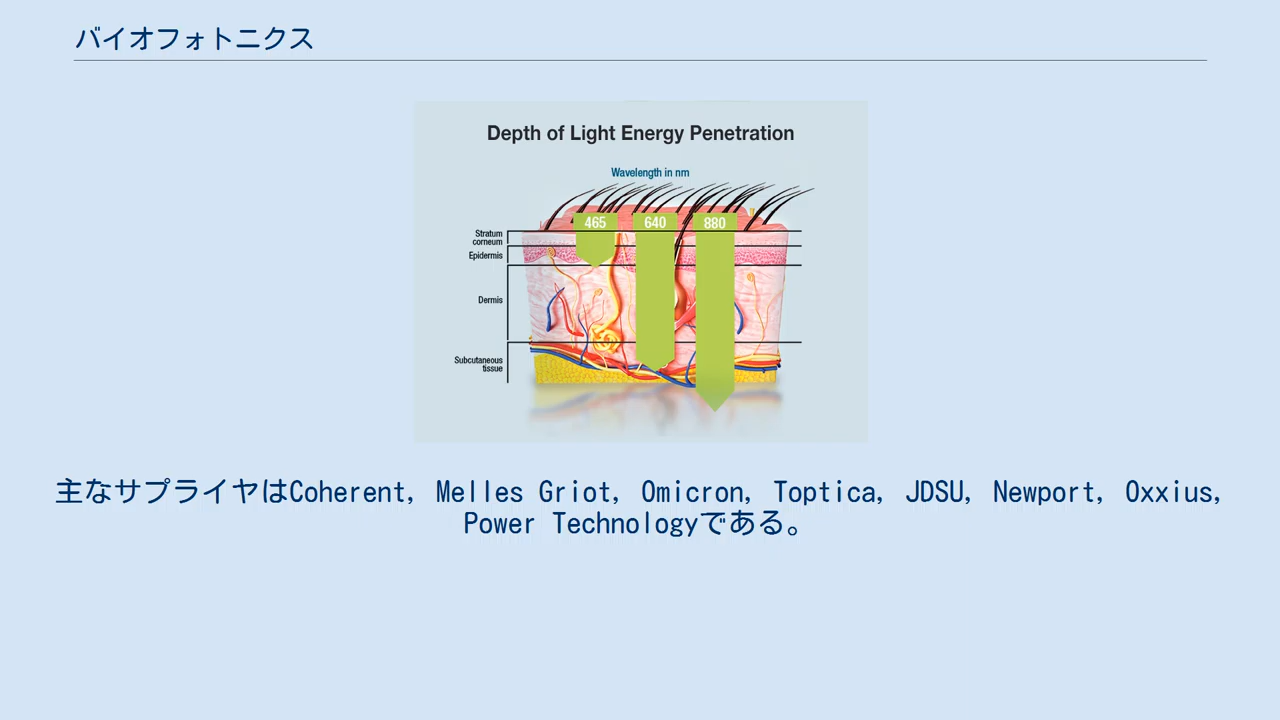 バイオフォトニクス
Depth of Light Energy Penetration
Wavelength in nm
465 640 880
Stratum
corneum
Epidermis
Dermis
Subcutaneous
tissue
主なサプライヤはCoherent, Melles Griot, Omicron, Toptica, JDSU, Newport, Oxxius,
Power Technologyである。